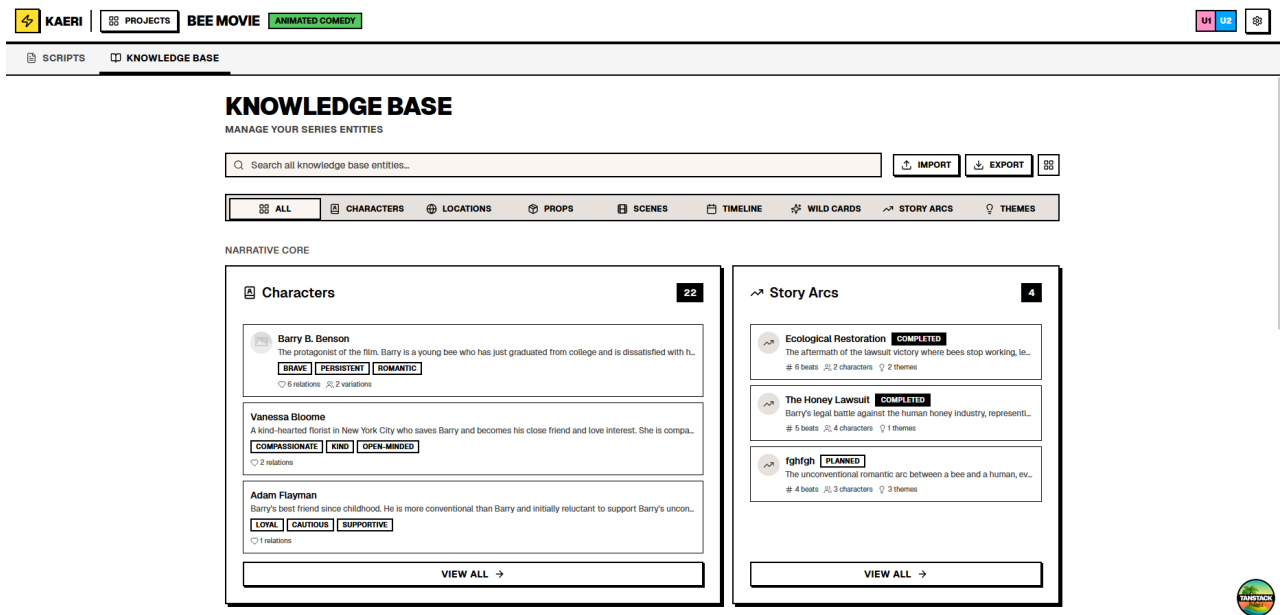 KAERI
PROJECTS
BEE MOVIE
ANIMATED COMEDY
U1 U2
SCRIPTS
KNOWLEDGE BASE
KNOWLEDGE BASE
MANAGE YOUR SERIES ENTITIES
Search all knowledge base entities...
IMPORT
EXPORT
ALL
CHARACTERS
LOCATIONS
PROPS
SCENES
TIMELINE
WILD CARDS
STORY ARCS
THEMES
NARRATIVE CORE
Characters
22
Barry B. Benson
The protagonist of the film. Barry is a young bee who has just graduated from college and is dissatisfied with h...
BRAVE PERSISTENT ROMANTIC
6 relations 2 variations
Vanessa Bloome
A kind-hearted florist in New York City who saves Barry and becomes his close friend and love interest. She is compa...
COMPASSIONATE KIND OPEN-MINDED
2 relations
Adam Flayman
Barry's best friend since childhood. He is more conventional than Barry and initially reluctant to support Barry's uncon...
LOYAL CAUTIOUS SUPPORTIVE
1 relations
VIEW ALL →
Story Arcs
4
Ecological Restoration COMPLETED
The aftermath of the lawsuit victory where bees stop working, le...
# 6 beats 2 characters 2 themes
The Honey Lawsuit COMPLETED
Barry's legal battle against the human honey industry, representi...
# 5 beats 4 characters 1 themes
fghfgh PLANNED
The unconventional romantic arc between a bee and a human, ev...
# 4 beats 3 characters 3 themes
VIEW ALL →
TANSTACK